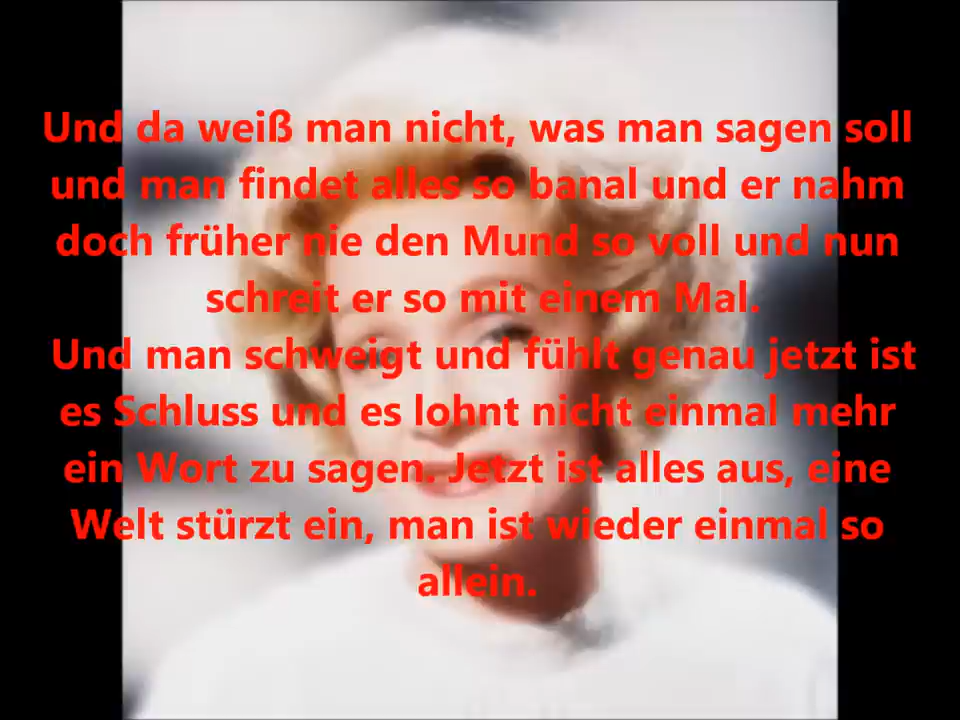 Und da weiß man nicht, was man sagen soll
und man findet alles so banal und er nahm
doch früher nie den Mund so voll und nun
schreit er so mit einem Mal.
Und man schweigt und fühlt genau jetzt ist
es Schluss und es lohnt nicht einmal mehr
ein Wort zu sagen. Jetzt ist alles aus, eine
Welt stürzt ein, man ist wieder einmal so
allein.